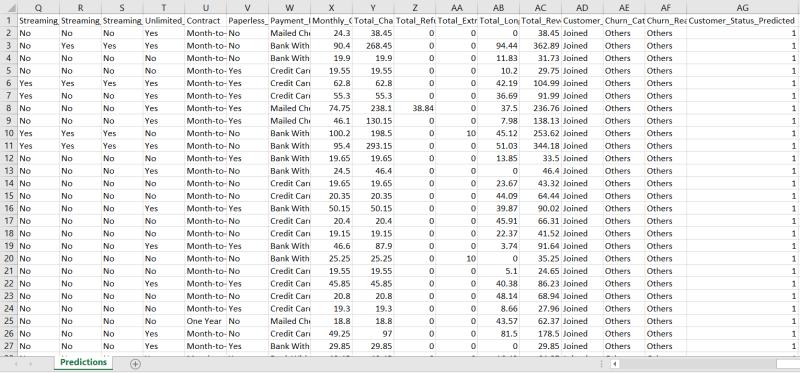 Q R S T U V W X Y Z AA AB AC AD AE AF AG
1 Streaming_ Streaming_ Streaming_ Unlimited_ Contract Paperless_ Payment_ Monthly_C Total_Cha Total_Refu Total_Extr Total_Lon Total_Rev Customer_ Churn_Cat Churn_Rea Customer_Status_Predicted
2 No No No Yes Month-to- No Mailed Che 24.3 38.45 0 0 0 38.45 Joined Others Others 1
3 No Yes Yes Yes Month-to- No Bank With 90.4 268.45 0 0 94.44 362.89 Joined Others Others 1
4 No No No No Month-to- No Bank With 19.9 19.9 0 0 11.83 31.73 Joined Others Others 1
5 No No No No Month-to- Yes Credit Card 19.55 19.55 0 0 10.2 29.75 Joined Others Others 1
6 Yes Yes Yes Yes Month-to- Yes Credit Card 62.8 62.8 0 0 42.19 104.99 Joined Others Others 1
7 Yes No No Yes Month-to- Yes Credit Card 55.3 55.3 0 0 36.69 91.99 Joined Others Others 1
8 No No No No Month-to- Yes Mailed Che 74.75 238.1 38.84 0 37.5 236.76 Joined Others Others 1
9 No No No Yes Month-to- Yes Mailed Che 46.1 130.15 0 0 7.98 138.13 Joined Others Others 1
10 Yes Yes Yes No Month-to- No Bank With 100.2 198.5 0 10 45.12 253.62 Joined Others Others 1
11 Yes Yes Yes No Month-to- Yes Bank With 95.4 293.15 0 0 51.03 344.18 Joined Others Others 1
12 No No No No Month-to- Yes Bank With 19.65 19.65 0 0 13.85 33.5 Joined Others Others 1
13 No No No Yes Month-to- No Bank With 24.5 46.4 0 0 0 46.4 Joined Others Others 1
14 No No No No Month-to- No Credit Card 19.65 19.65 0 0 23.67 43.32 Joined Others Others 1
15 No No No No Month-to- No Credit Card 20.35 20.35 0 0 44.09 64.44 Joined Others Others 1
16 No No No Yes Month-to- Yes Bank With 50.15 50.15 0 0 39.87 90.02 Joined Others Others 1
17 No No No No Month-to- No Credit Card 20.4 20.4 0 0 45.91 66.31 Joined Others Others 1
18 No No No No Month-to- No Credit Card 19.15 19.15 0 0 22.37 41.52 Joined Others Others 1
19 No No No Yes Month-to- Yes Bank With 46.6 87.9 0 0 3.74 91.64 Joined Others Others 1
20 No No No No Month-to- No Bank With 25.25 25.25 0 10 0 35.25 Joined Others Others 1
21 No No No No Month-to- Yes Credit Card 19.55 19.55 0 0 5.1 24.65 Joined Others Others 1
22 No No No Yes Month-to- Yes Credit Card 45.85 45.85 0 0 40.38 86.23 Joined Others Others 1
23 No No No No Month-to- No Credit Card 20.8 20.8 0 0 48.14 68.94 Joined Others Others 1
24 No No No No Month-to- Yes Credit Card 19.3 19.3 0 0 8.66 27.96 Joined Others Others 1
25 No No No No One Year No Mailed Che 18.8 18.8 0 0 43.57 62.37 Joined Others Others 1
26 No No No Yes Month-to- No Credit Card 49.25 97 0 0 81.5 178.5 Joined Others Others 1
27 No No No Yes Month-to- Yes Bank With 29.85 29.85 0 0 0 29.85 Joined Others Others 1
Predictions